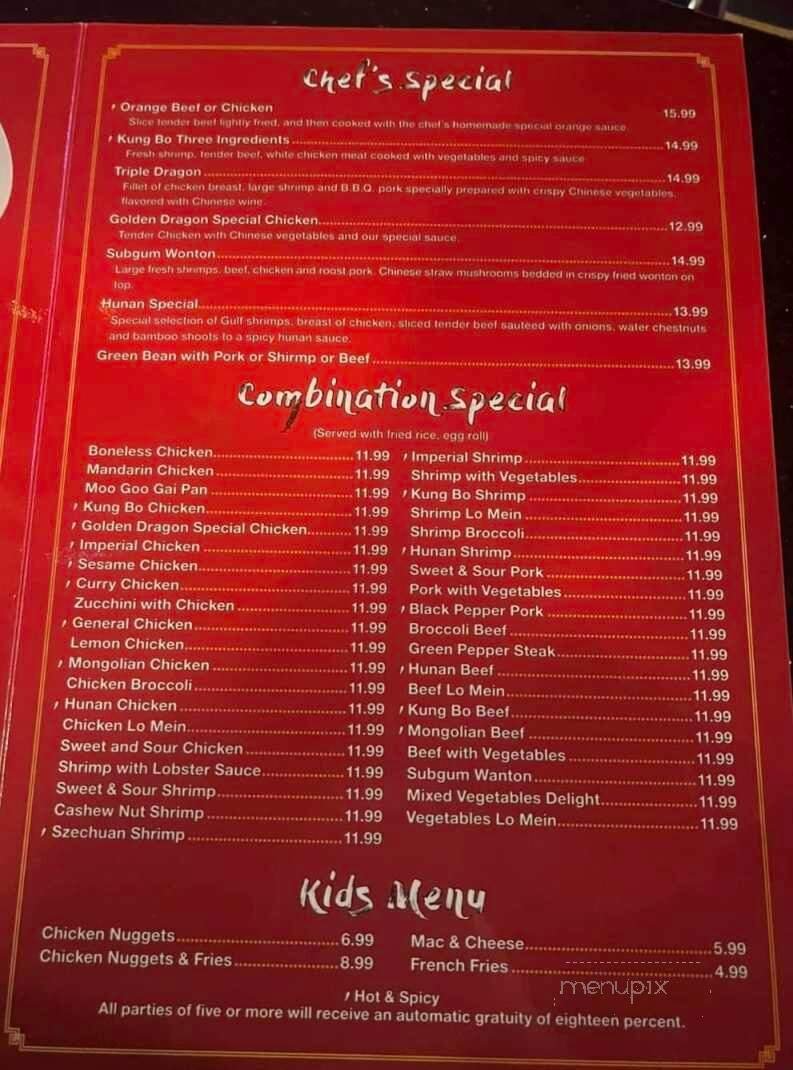 Chef's Special
′ Orange Beef or Chicken 15.99
Slice tender beef lightly fried, and then cooked with the chef's homemade special orange sauce.
′ Kung Bo Three Ingredients 14.99
Fresh shrimp, tender beef, white chicken meat cooked with vegetables and spicy sauce
Triple Dragon 14.99
Fillet of chicken breast, large shrimp and B.B.Q. pork specially prepared with crispy Chinese vegetables,
flavored with Chinese wine.
Golden Dragon Special Chicken 12.99
Tender Chicken with Chinese vegetables and our special sauce.
Subgum Wonton 14.99
Large fresh shrimps, beef, chicken and roost pork. Chinese straw mushrooms bedded in crispy fried wonton on
top.
Hunan Special 13.99
Special selection of Gulf shrimps, breast of chicken, sliced tender beef sauteed with onions, water chestnuts
and bamboo shoots to a spicy hunan sauce.
Green Bean with Pork or Shirmp or Beef 13.99
Combination Special
(Served with fried rice, egg roll)
Boneless Chicken 11.99
Mandarin Chicken 11.99
Moo Goo Gai Pan 11.99
′ Kung Bo Chicken 11.99
′ Golden Dragon Special Chicken 11.99
′ Imperial Chicken 11.99
′ Sesame Chicken 11.99
′ Curry Chicken 11.99
Zucchini with Chicken 11.99
′ General Chicken 11.99
Lemon Chicken 11.99
′ Mongolian Chicken 11.99
Chicken Broccoli 11.99
′ Hunan Chicken 11.99
Chicken Lo Mein 11.99
Sweet and Sour Chicken 11.99
Shrimp with Lobster Sauce 11.99
Sweet & Sour Shrimp 11.99
Cashew Nut Shrimp 11.99
′ Szechuan Shrimp 11.99
′ Imperial Shrimp 11.99
Shrimp with Vegetables 11.99
′ Kung Bo Shrimp 11.99
Shrimp Lo Mein 11.99
Shrimp Broccoli 11.99
′ Hunan Shrimp 11.99
Sweet & Sour Pork 11.99
Pork with Vegetables 11.99
′ Black Pepper Pork 11.99
Broccoli Beef 11.99
Green Pepper Steak 11.99
′ Hunan Beef 11.99
Beef Lo Mein 11.99
′ Kung Bo Beef 11.99
′ Mongolian Beef 11.99
Beef with Vegetables 11.99
Subgum Wanton 11.99
Mixed Vegetables Delight 11.99
Vegetables Lo Mein 11.99
Kids Menu
Chicken Nuggets 6.99
Chicken Nuggets & Fries 8.99
Mac & Cheese 5.99
French Fries 4.99
menupix
′ Hot & Spicy
All parties of five or more will receive an automatic gratuity of eighteen percent.